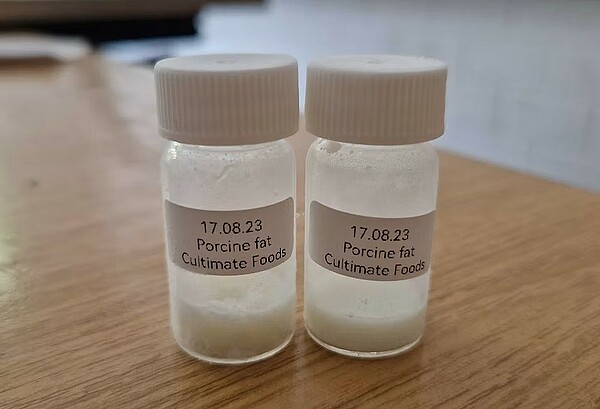 17.08.23
Porcine fat
Cultimate Foods
17.08.23
Porcine fat
Cultimate Foods